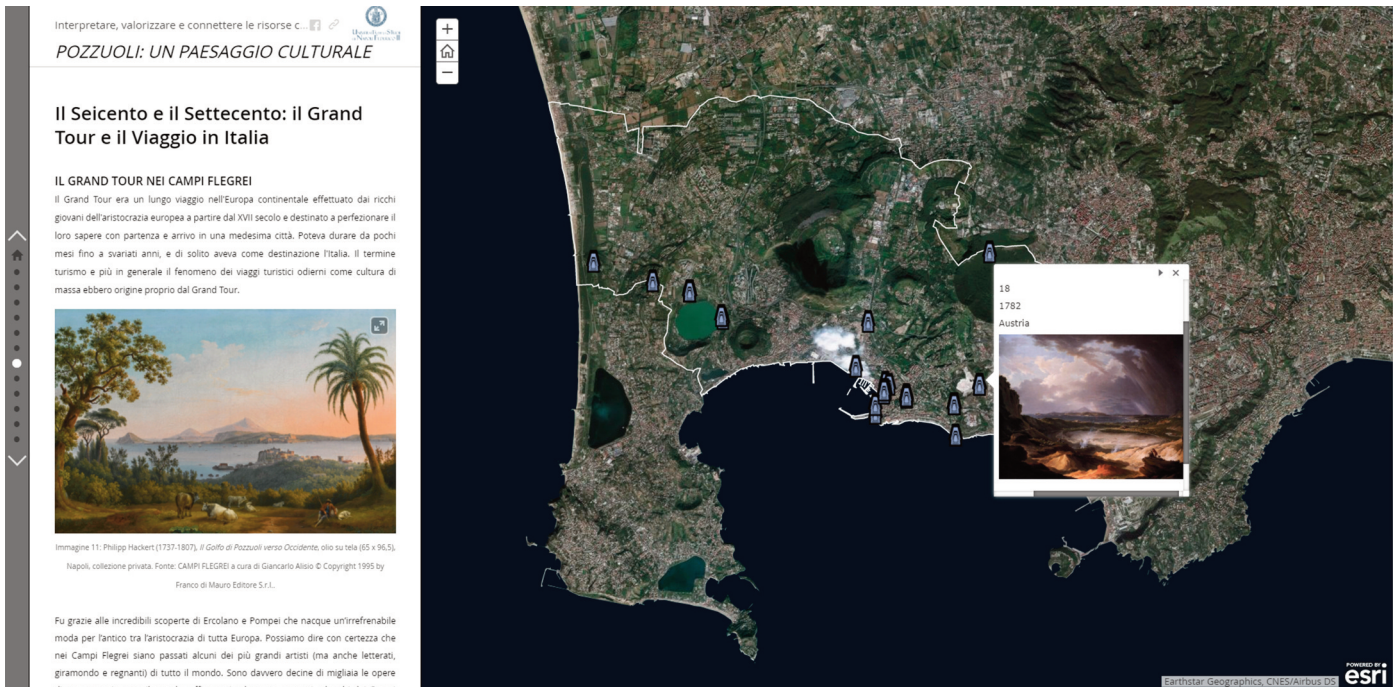 Interpretare, valorizzare e connettere le risorse c...
POZZUOLI: UN PAESAGGIO CULTURALE
Il Seicento e il Settecento: il Grand
Tour e il Viaggio in Italia
IL GRAND TOUR NEI CAMPI FLEGREI
Il Grand Tour era un lungo viaggio nell'Europa continentale effettuato dai ricchi
giovani dell'aristocrazia europea a partire dal XVII secolo e destinato a perfezionare il
loro sapere con partenza e arrivo in una medesima città. Poteva durare da pochi
mesi fino a svariati anni, e di solito aveva come destinazione l'Italia. Il termine
turismo e più in generale il fenomeno dei viaggi turistici odierni come cultura di
massa ebbero origine proprio dal Grand Tour.
Immagine 11: Philipp Hackert (1737-1807), Il Golfo di Pozzuoli verso Occidente, olio su tela (65 x 96,5),
Napoli, collezione privata. Fonte: CAMPI FLEGREI a cura di Giancarlo Alisio © Copyright 1995 by
Franco di Mauro Editore S.r.l..
Fu grazie alle incredibili scoperte di Ercolano e Pompei che nacque un'irrefrenabile
moda per l'antico tra l'aristocrazia di tutta Europa. Possiamo dire con certezza che
nei Campi Flegrei siano passati alcuni dei più grandi artisti (ma anche letterati,
giramondo e regnanti) di tutto il mondo. Sono davvero decine di migliaia le opere
18
1782
Austria
Earthstar Geographics, CNES/Airbus DS
POWERED BY
esri